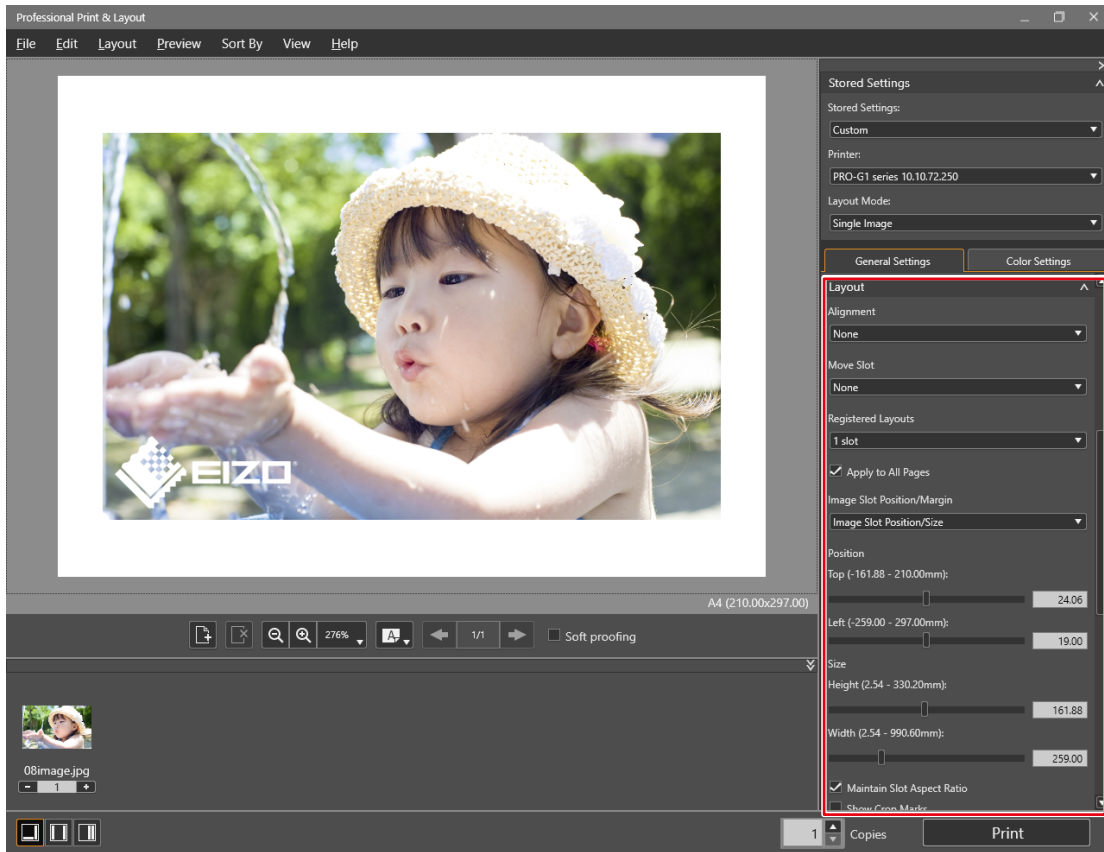 Professional Print & Layout
File Edit Layout Preview Sort By View Help
Stored Settings
Stored Settings:
Custom
Printer:
PRO-G1 series 10.10.72.250
Layout Mode:
Single Image
General Settings Color Settings
Layout
Alignment
None
Move Slot
None
Registered Layouts
1 slot
Apply to All Pages
Image Slot Position/Margin
Image Slot Position/Size
Position
Top (-161.88 - 210.00mm):
24.06
Left (-259.00 - 297.00mm):
19.00
Size
Height (2.54 - 330.20mm):
161.88
Width (2.54 - 990.60mm):
259.00
Maintain Slot Aspect Ratio
Show Crop Marks
EIZO
A4 (210.00x297.00)
276% A 1/1 Soft proofing
08image.jpg
- 1 +
1 Copies Print